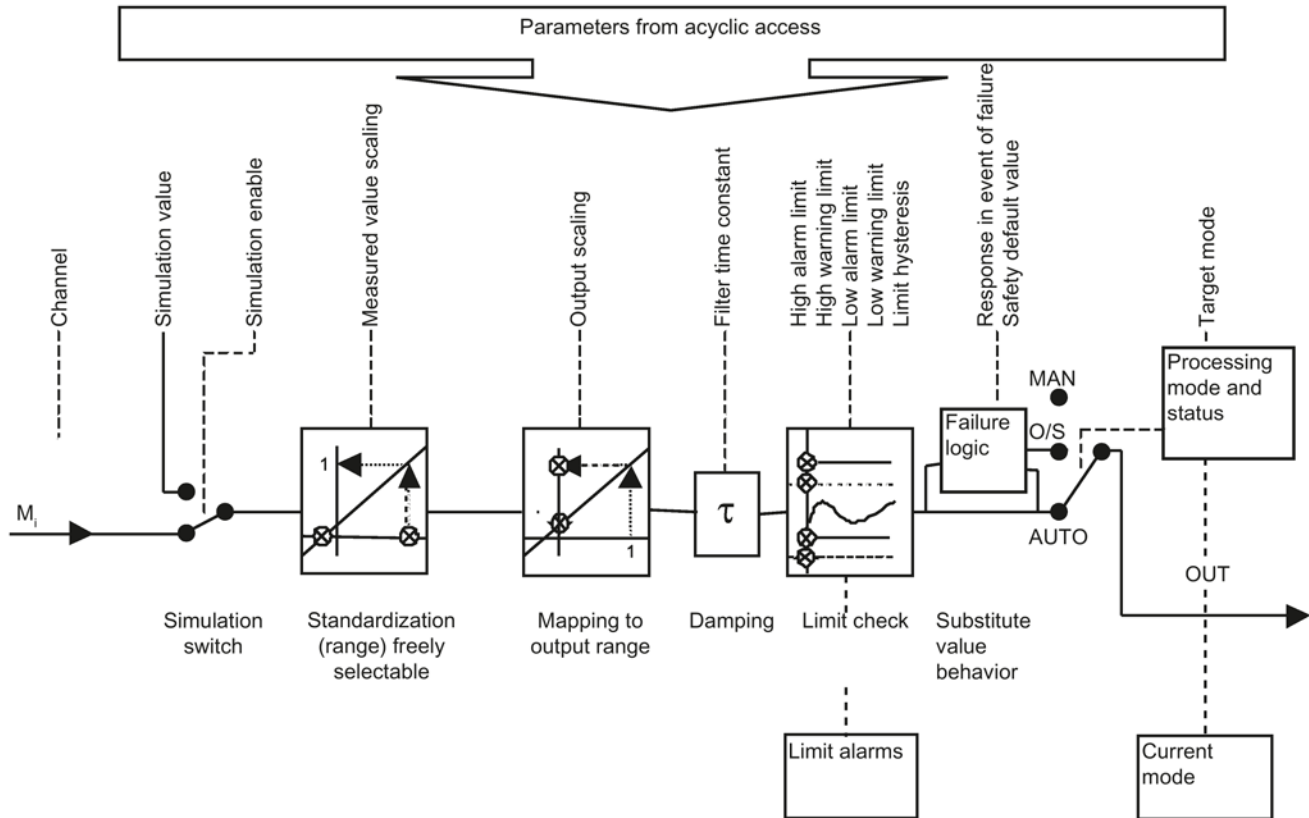 Parameters from acyclic access
Channel
Simulation value
Simulation enable
Measured value scaling
Output scaling
Filter time constant
High alarm limit
High warning limit
Low alarm limit
Low warning limit
Limit hysteresis
Response in event of failure
Safety default value
Target mode
Processing
mode and
status
MAN
Failure
logic
O/S
AUTO
Mi
1
1
τ
OUT
Simulation
switch
Standardization
(range) freely
selectable
Mapping to
output range
Damping
Limit check
Substitute
value
behavior
Limit alarms
Current
mode